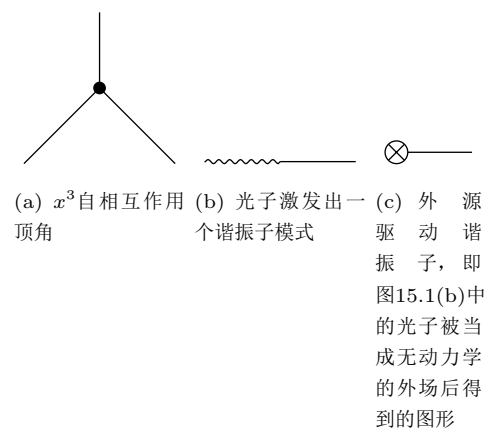 (a) x³自相互作用
顶角
(b) 光子激发出一
个谐振子模式
(c) 外 源
驱 动 谐
振 子，即
图15.1(b)中
的光子被当
成无动力学
的外场后得
到的图形